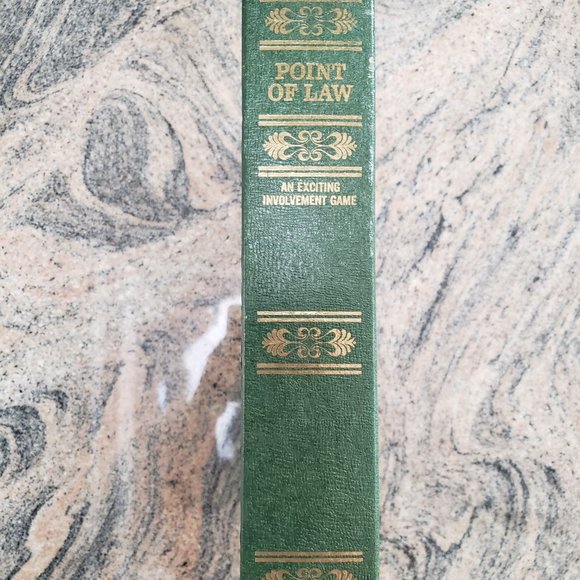 POINT
OF LAW
AN EXCITING
INVOLVEMENT GAME